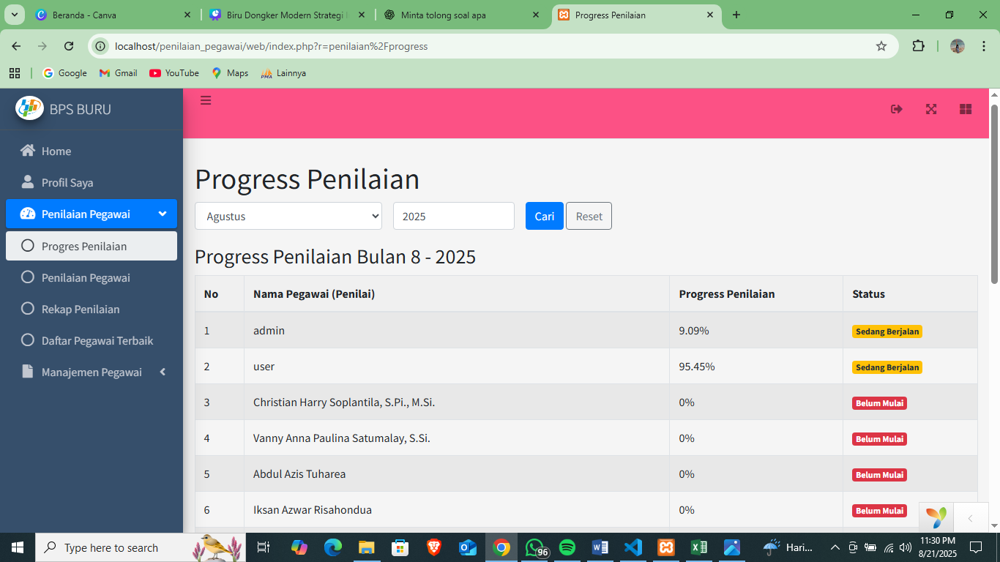 Beranda - Canva
Biru Dongker Modern Strategi
Minta tolong soal apa
Progress Penilaian
localhost/penilaian_pegawai/web/index.php?r=penilaian%2Fprogress
Google
Gmail
YouTube
Maps
Lainnya
BPS BURU
Home
Profil Saya
Penilaian Pegawai
Progres Penilaian
Penilaian Pegawai
Rekap Penilaian
Daftar Pegawai Terbaik
Manajemen Pegawai
Progress Penilaian
Agustus 2025 Cari Reset
Progress Penilaian Bulan 8 - 2025
No Nama Pegawai (Penilai) Progress Penilaian Status
1 admin 9.09% Sedang Berjalan
2 user 95.45% Sedang Berjalan
3 Christian Harry Soplantila, S.Pi., M.Si. 0% Belum Mulai
4 Vanny Anna Paulina Satumalay, S.Si. 0% Belum Mulai
5 Abdul Azis Tuharea 0% Belum Mulai
6 Iksan Azwar Risahondua 0% Belum Mulai
Type here to search
96
Hari...
11:30 PM
8/21/2025